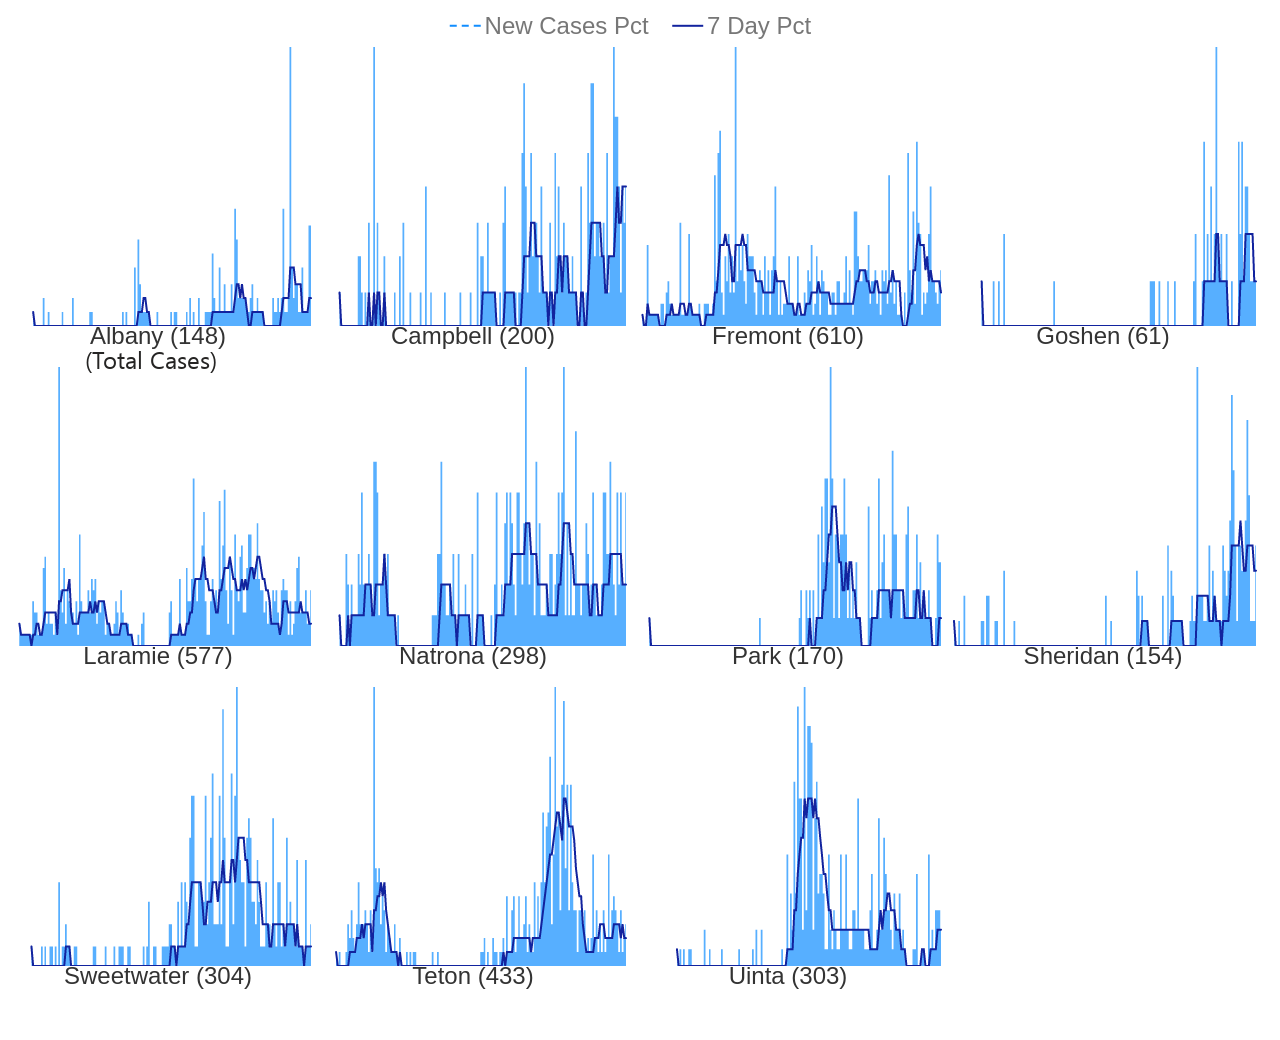 New Cases Pct 7 Day Pct
Albany (148) Campbell (200) Fremont (610) Goshen (61)
(Total Cases)
Laramie (577) Natrona (298) Park (170) Sheridan (154)
Sweetwater (304) Teton (433) Uinta (303)